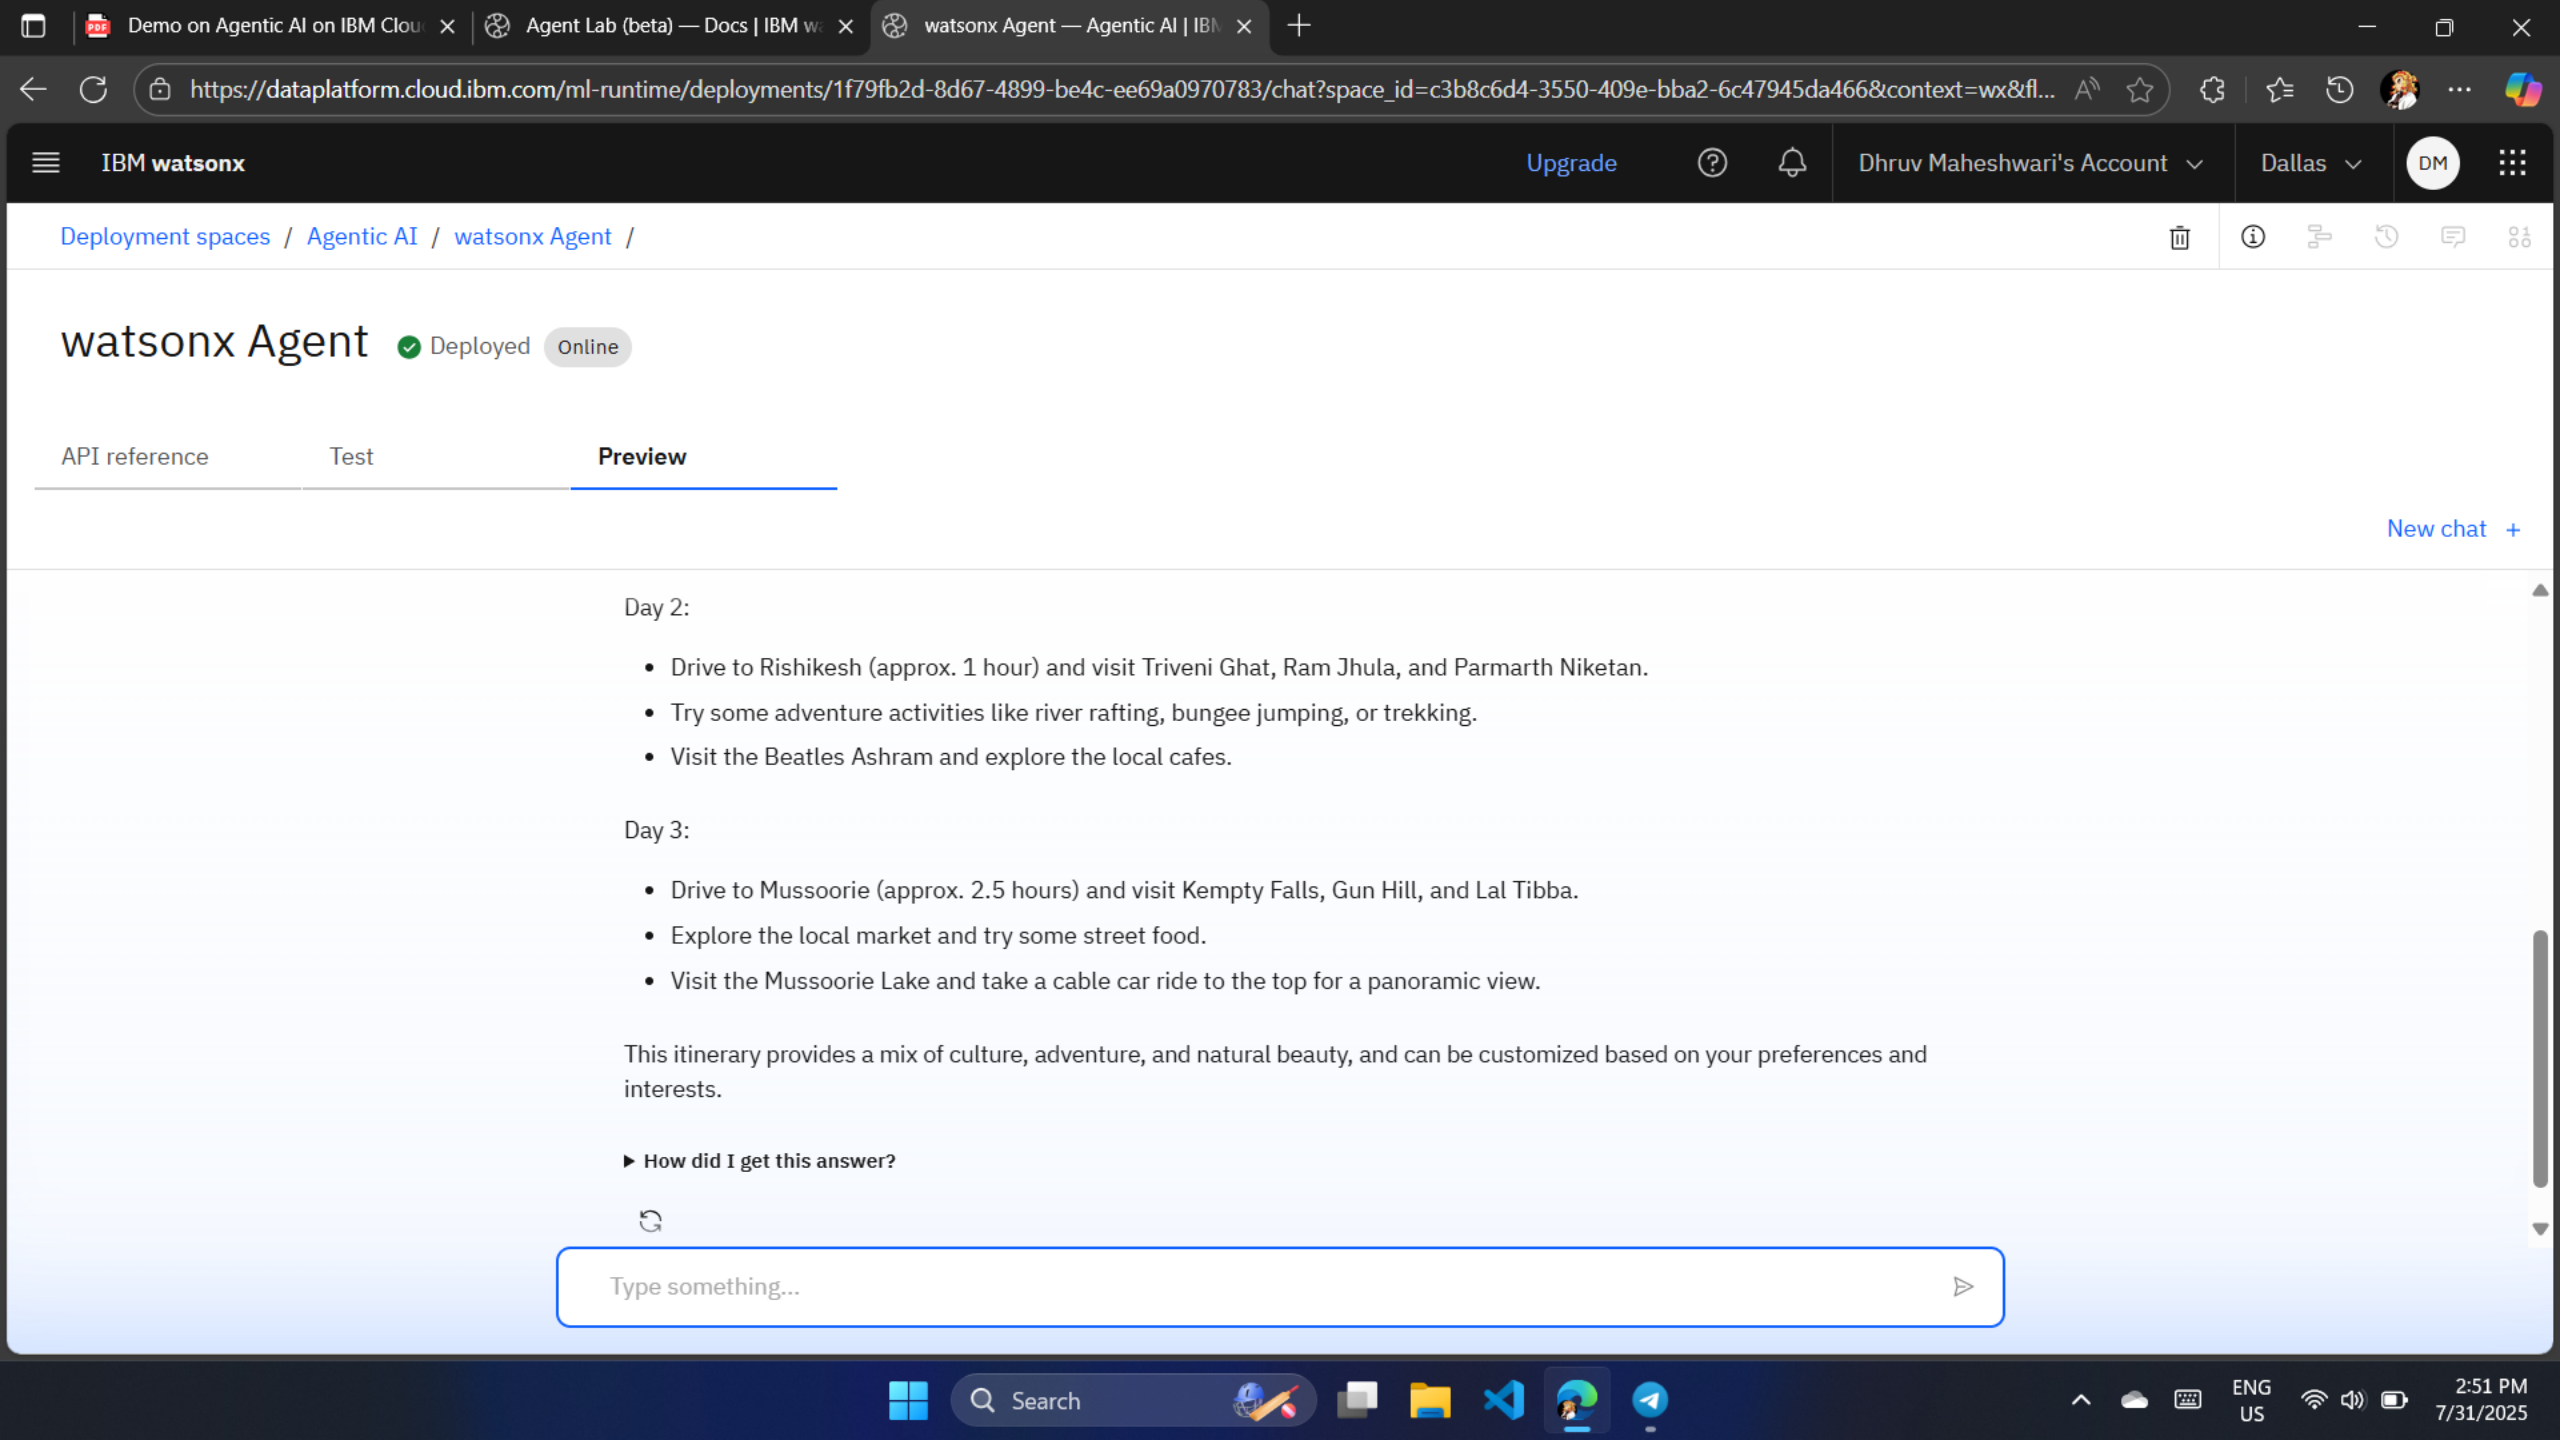 Demo on Agentic AI on IBM Clou
Agent Lab (beta) — Docs | IBM w
watsonx Agent — Agentic AI | IBM
https://dataplatform.cloud.ibm.com/ml-runtime/deployments/1f79fb2d-8d67-4899-be4c-ee69a0970783/chat?space_id=c3b8c6d4-3550-409e-bba2-6c47945da466&context=wx&fl...
IBM watsonx
Upgrade
Dhruv Maheshwari's Account
Dallas
DM
Deployment spaces / Agentic AI / watsonx Agent /
watsonx Agent
Deployed
Online
API reference
Test
Preview
New chat +
Day 2:
• Drive to Rishikesh (approx. 1 hour) and visit Triveni Ghat, Ram Jhula, and Parmarth Niketan.
• Try some adventure activities like river rafting, bungee jumping, or trekking.
• Visit the Beatles Ashram and explore the local cafes.
Day 3:
• Drive to Mussoorie (approx. 2.5 hours) and visit Kempty Falls, Gun Hill, and Lal Tibba.
• Explore the local market and try some street food.
• Visit the Mussoorie Lake and take a cable car ride to the top for a panoramic view.
This itinerary provides a mix of culture, adventure, and natural beauty, and can be customized based on your preferences and
interests.
How did I get this answer?
Type something...
Search
ENG
US
2:51 PM
7/31/2025